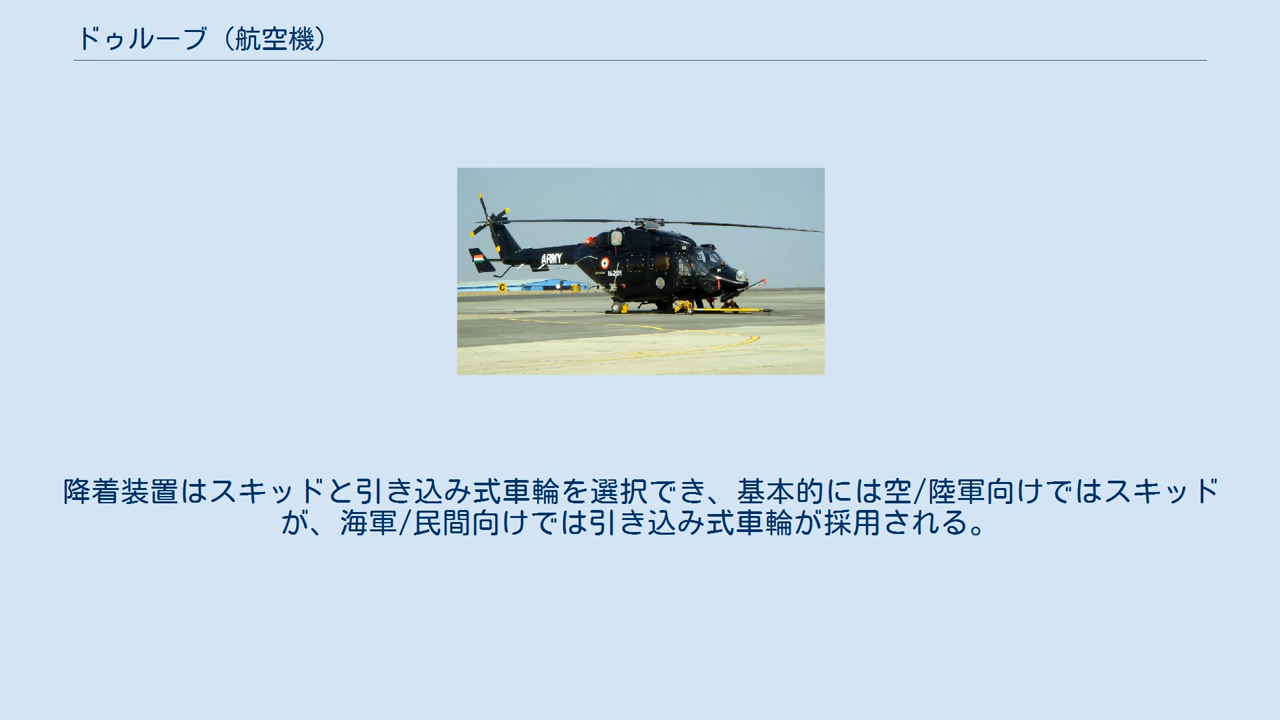 ドゥルーブ（航空機）
ARMY
C
降着装置はスキッドと引き込み式車輪を選択でき、基本的には空/陸軍向けではスキッド
が、海軍/民間向けでは引き込み式車輪が採用される。